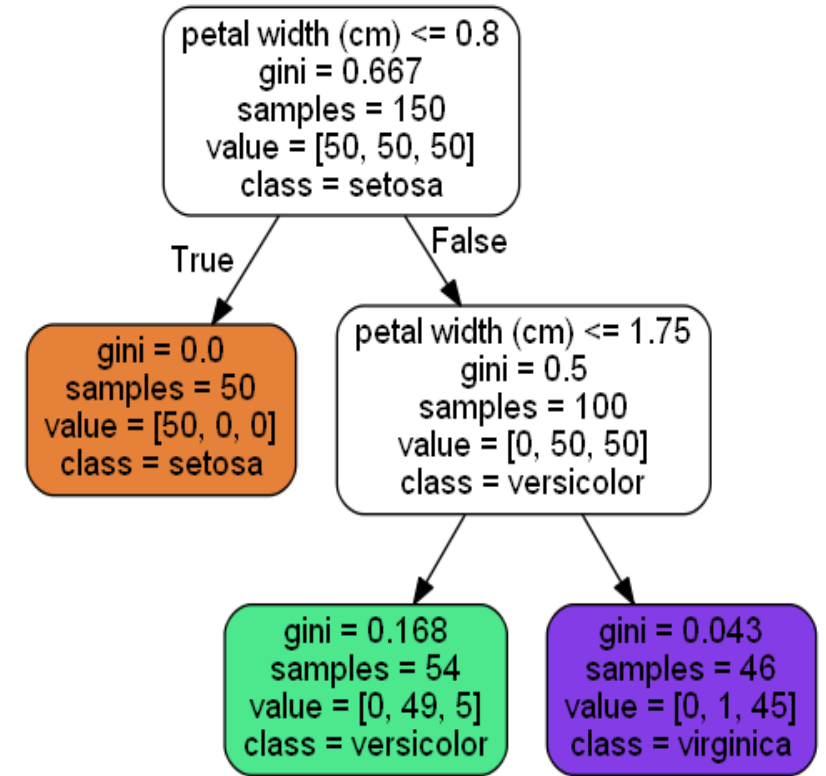 petal width (cm) <= 0.8
gini = 0.667
samples = 150
value = [50, 50, 50]
class = setosa
True
False
gini = 0.0
samples = 50
value = [50, 0, 0]
class = setosa
petal width (cm) <= 1.75
gini = 0.5
samples = 100
value = [0, 50, 50]
class = versicolor
gini = 0.168
samples = 54
value = [0, 49, 5]
class = versicolor
gini = 0.043
samples = 46
value = [0, 1, 45]
class = virginica